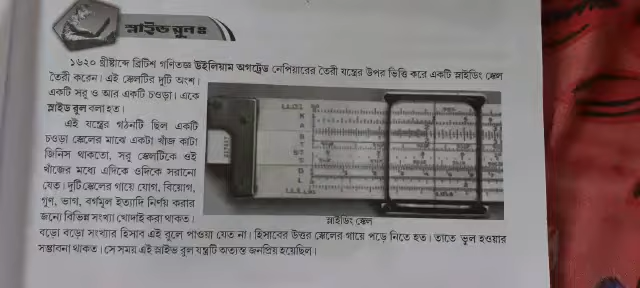 স্লাইড রুল ঃ
১৬২০ খ্রীষ্টাব্দে ব্রিটিশ গণিতজ্ঞ উইলিয়াম অগট্রেড নেপিয়ারের তৈরী যন্ত্রের উপর ভিত্তি করে একটি স্লাইডিং স্কেল
তৈরী করেন। এই স্কেলটির দুটি অংশ।
একটি সরু ও আর একটি চওড়া। একে
স্লাইড রুল বলা হত।
এই যন্ত্রের গঠনটি ছিল একটি
চওড়া স্কেলের মাঝে একটা খাঁজ কাটা
জিনিস থাকতো, সরু স্কেলটিকে ওই
খাঁজের মধ্যে এদিকে ওদিকে সরানো
যেত। দুটি স্কেলের গায়ে যোগ, বিয়োগ,
গুণ, ভাগ, বর্গমূল ইত্যাদি নির্ণয় করার
জন্যে বিভিন্ন সংখ্যা খোদাই করা থাকত।
স্লাইডিং স্কেল
বড়ো বড়ো সংখ্যার হিসাব এই রুলে পাওয়া যেত না। হিসাবের উত্তর স্কেলের গায়ে পড়ে নিতে হত। তাতে ভুল হওয়ার
সম্ভাবনা থাকত। সে সময় এই স্লাইড রুল যন্ত্রটি অত্যন্ত জনপ্রিয় হয়েছিল।